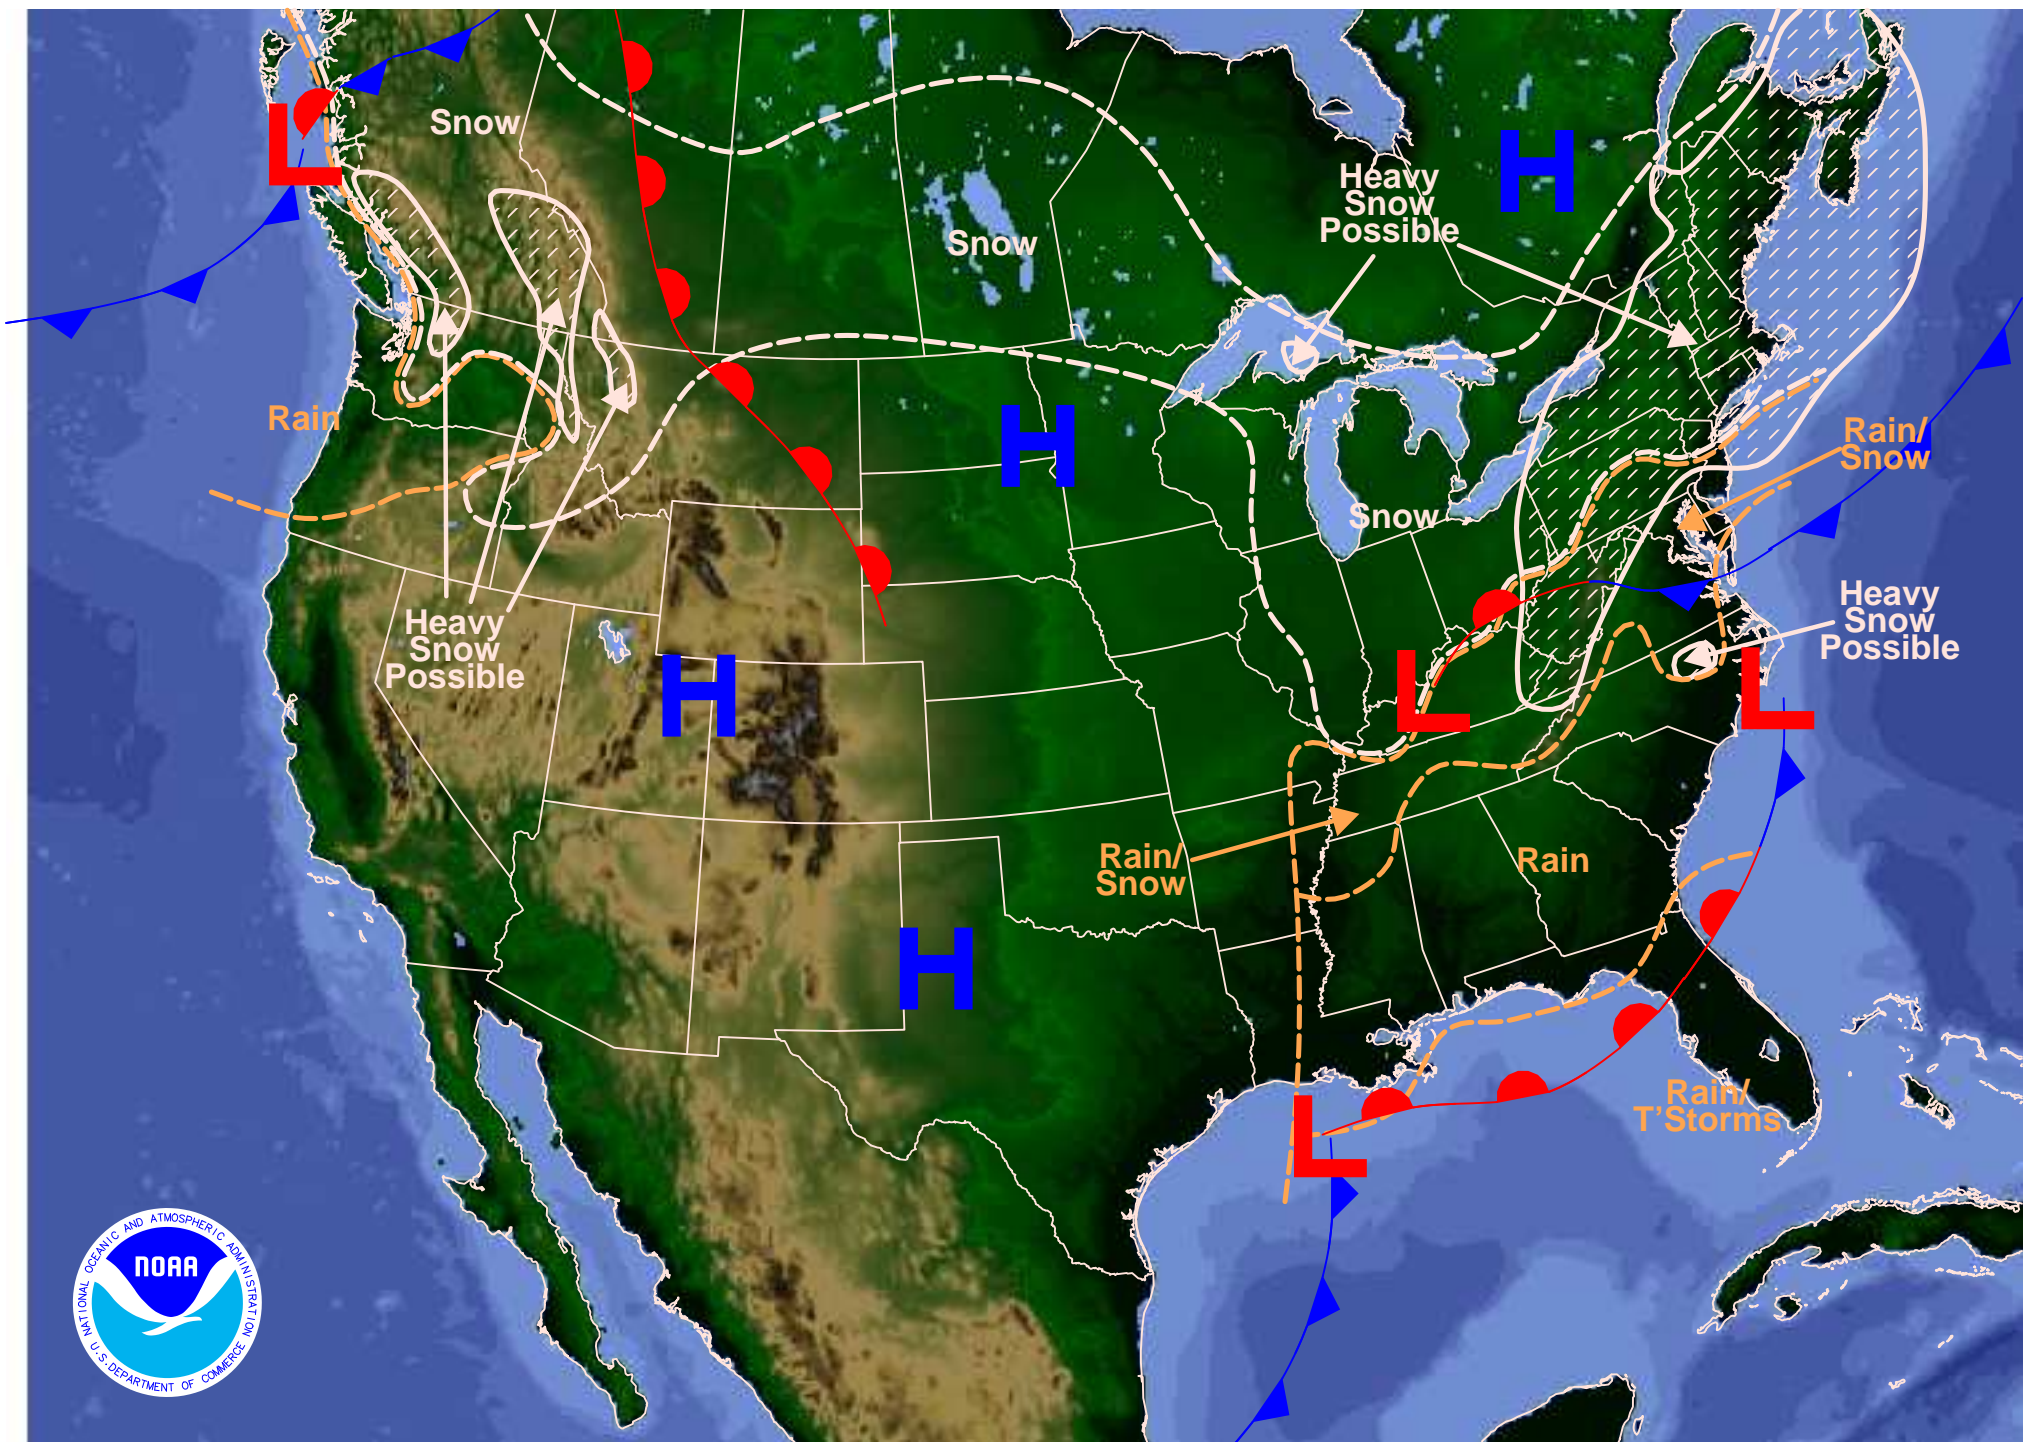 Snow
H
Heavy
Snow
Possible
L
Snow
Rain
H
Rain/
Snow
Snow
Heavy
Snow
Possible
Heavy
Snow
Possible
H
L
L
Rain/
Snow
Rain
H
Rain/
T'Storms
L
NATIONAL OCEANIC AND ATMOSPHERIC ADMINISTRATION
NOAA
U.S. DEPARTMENT OF COMMERCE